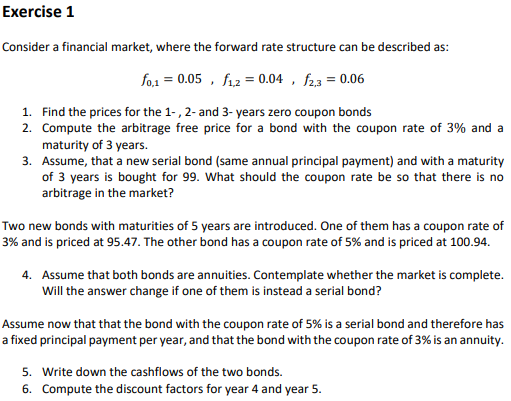 Exercise 1
Consider a financial market, where the forward rate structure can be described as:
f0,1 = 0.05 , f1,2 = 0.04 , f2,3 = 0.06
1. Find the prices for the 1- , 2- and 3- years zero coupon bonds
2. Compute the arbitrage free price for a bond with the coupon rate of 3% and a
maturity of 3 years.
3. Assume, that a new serial bond (same annual principal payment) and with a maturity
of 3 years is bought for 99. What should the coupon rate be so that there is no
arbitrage in the market?
Two new bonds with maturities of 5 years are introduced. One of them has a coupon rate of
3% and is priced at 95.47. The other bond has a coupon rate of 5% and is priced at 100.94.
4. Assume that both bonds are annuities. Contemplate whether the market is complete.
Will the answer change if one of them is instead a serial bond?
Assume now that that the bond with the coupon rate of 5% is a serial bond and therefore has
a fixed principal payment per year, and that the bond with the coupon rate of 3% is an annuity.
5. Write down the cashflows of the two bonds.
6. Compute the discount factors for year 4 and year 5.